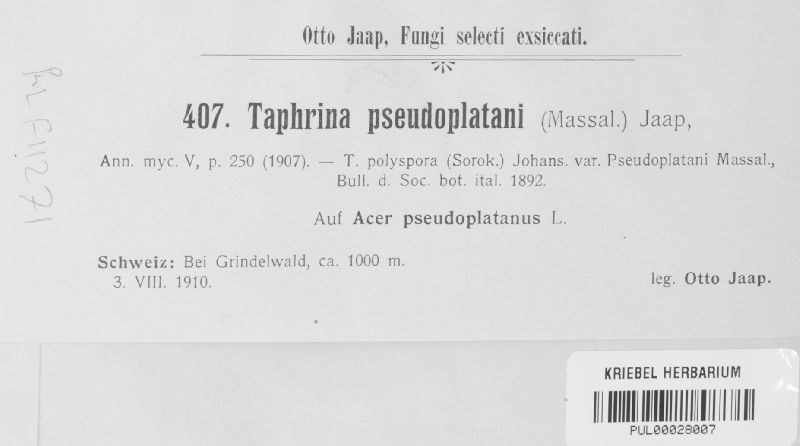 Otto Jaap, Fungi selecti exsiccati.
407. Taphrina pseudoplatani (Massal.) Jaap,
Ann. myc. V, p. 250 (1907). — T. polyspora (Sorok.) Johans. var. Pseudoplatani Massal.,
Bull. d. Soc. bot. ital. 1892.
Auf Acer pseudoplatanus L.
Schweiz: Bei Grindelwald, ca. 1000 m.
3. VIII. 1910.
leg. Otto Jaap.
PUL F11271
KRIEBEL HERBARIUM
PUL00028007